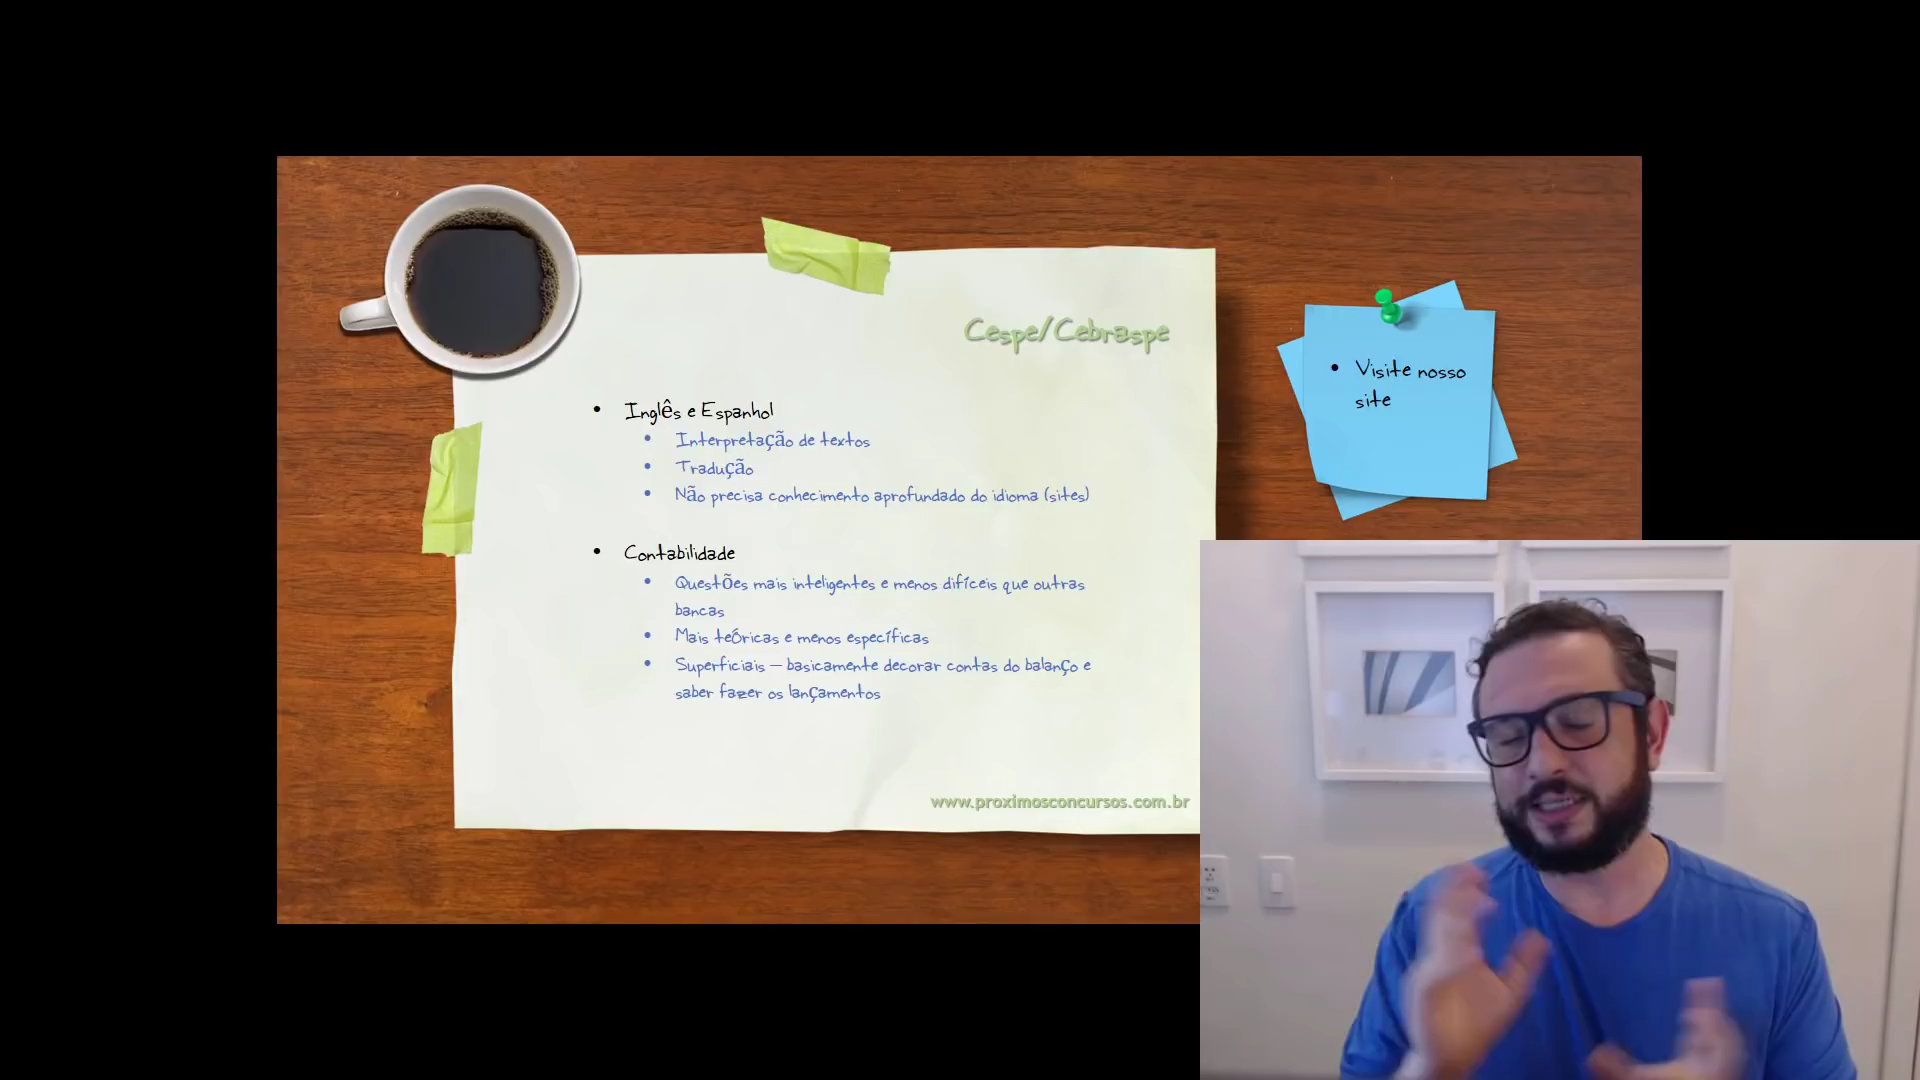 Cespe/Cebraspe
• Inglês e Espanhol
• Interpretação de textos
• Tradução
• Não precisa conhecimento aprofundado do idioma (sites)
• Contabilidade
• Questões mais inteligentes e menos difíceis que outras
bancas
• Mais teóricas e menos específicas
• Superficiais – basicamente decorar contas do balanço e
saber fazer os lançamentos
www.proximosconcursos.com.br
• Visite nosso
site